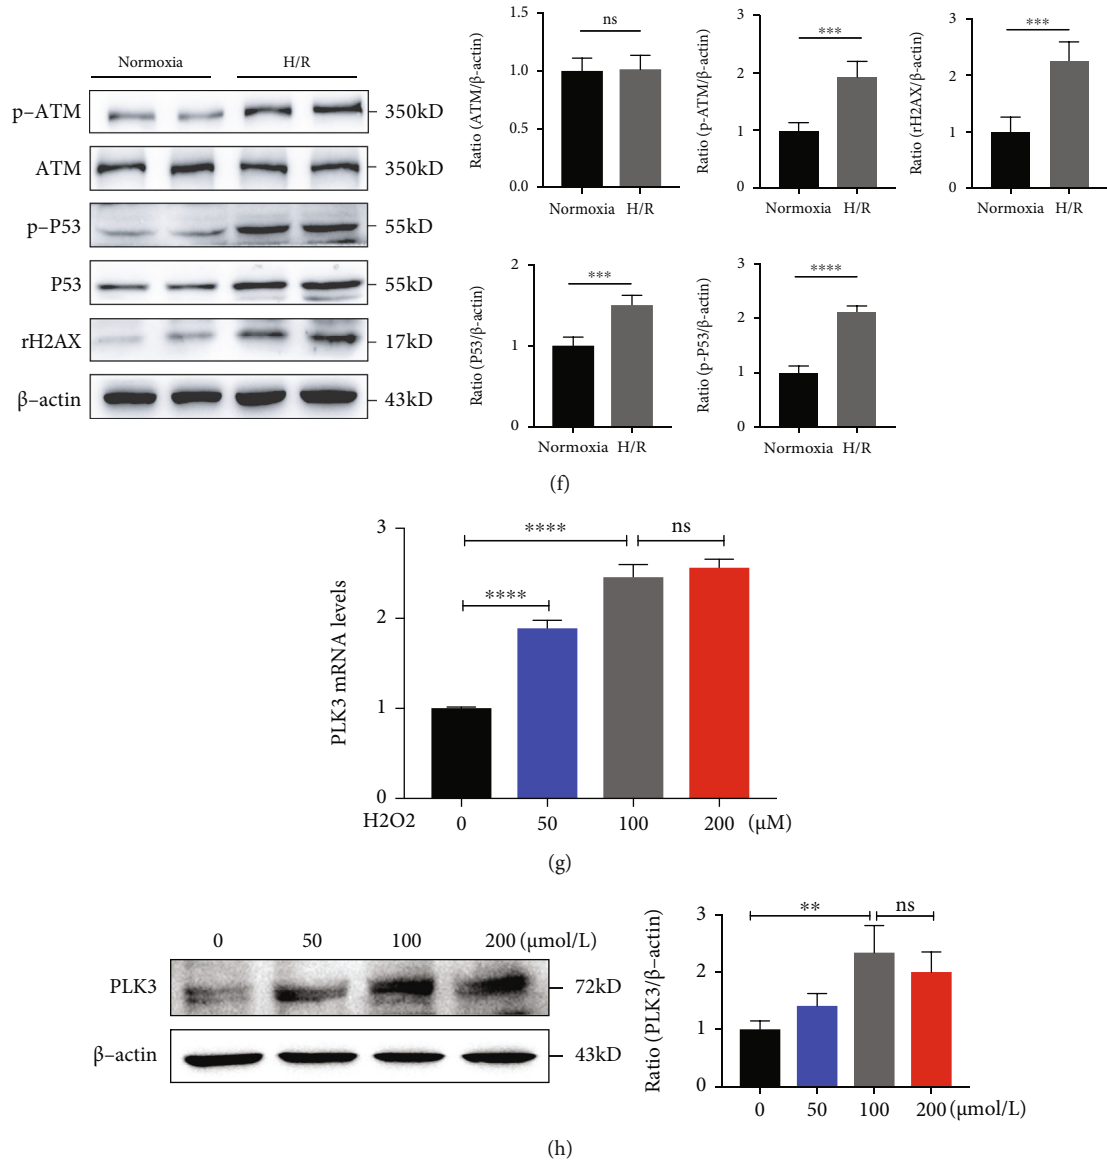 Normoxia H/R
p–ATM 350kD
ATM 350kD
p–P53 55kD
P53 55kD
rH2AX 17kD
β–actin 43kD
Ratio (ATM/β-actin)
1.5
1.0
0.5
0.0
ns
Normoxia H/R
Ratio (p-ATM/β-actin)
3
2
1
0
***
Normoxia H/R
(rH2AX/β-actin)
3
2
1
0
***
Normoxia H/R
Ratio (P53/β-actin)
2
1
0
***
Normoxia H/R
Ratio (p-P53/β-actin)
3
2
1
0
****
Normoxia H/R
(f)
PLK3 mRNA levels
3
2
1
0
**** ns
****
H2O2 0 50 100 200 (μM)
(g)
0 50 100 200 (μmol/L)
PLK3 72kD
β–actin 43kD
Ratio (PLK3/β–actin)
3
2
1
0
** ns
0 50 100 200 (μmol/L)
(h)